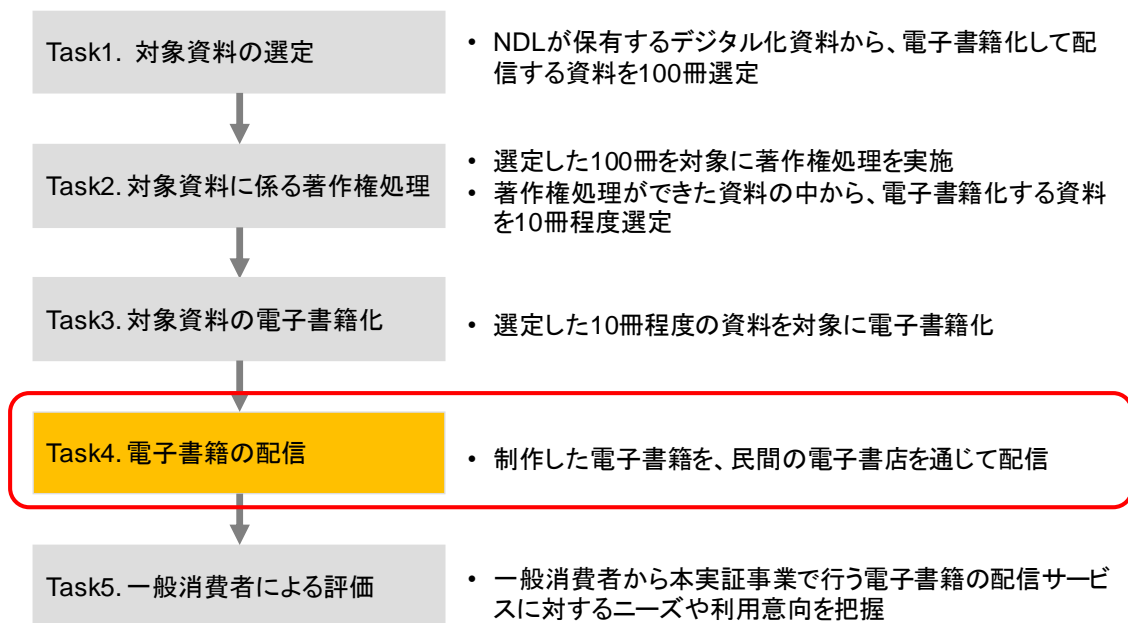 Task1. 対象資料の選定
• NDLが保有するデジタル化資料から、電子書籍化して配
信する資料を100冊選定
Task2. 対象資料に係る著作権処理
• 選定した100冊を対象に著作権処理を実施
• 著作権処理ができた資料の中から、電子書籍化する資料
を10冊程度選定
Task3. 対象資料の電子書籍化
• 選定した10冊程度の資料を対象に電子書籍化
Task4. 電子書籍の配信
• 制作した電子書籍を、民間の電子書店を通じて配信
Task5. 一般消費者による評価
• 一般消費者から本実証事業で行う電子書籍の配信サービ
スに対するニーズや利用意向を把握